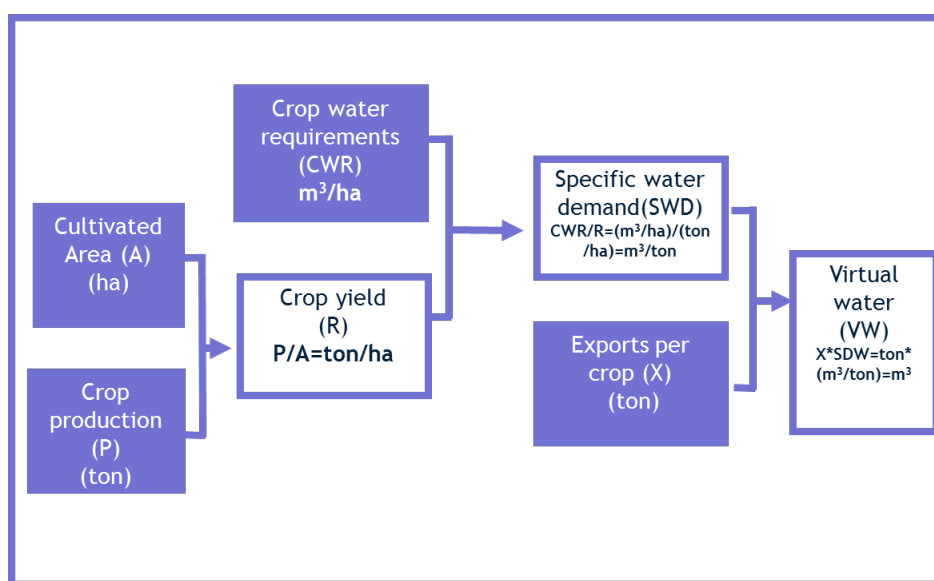 Crop water
requirements
(CWR)
m³/ha
Cultivated
Area (A)
(ha)
Crop yield
(R)
P/A=ton/ha
Crop
production
(P)
(ton)
Specific water
demand(SWD)
CWR/R=(m³/ha)/(ton
/ha)=m³/ton
Exports per
crop (X)
(ton)
Virtual
water
(VW)
X*SDW=ton*
(m³/ton)=m³